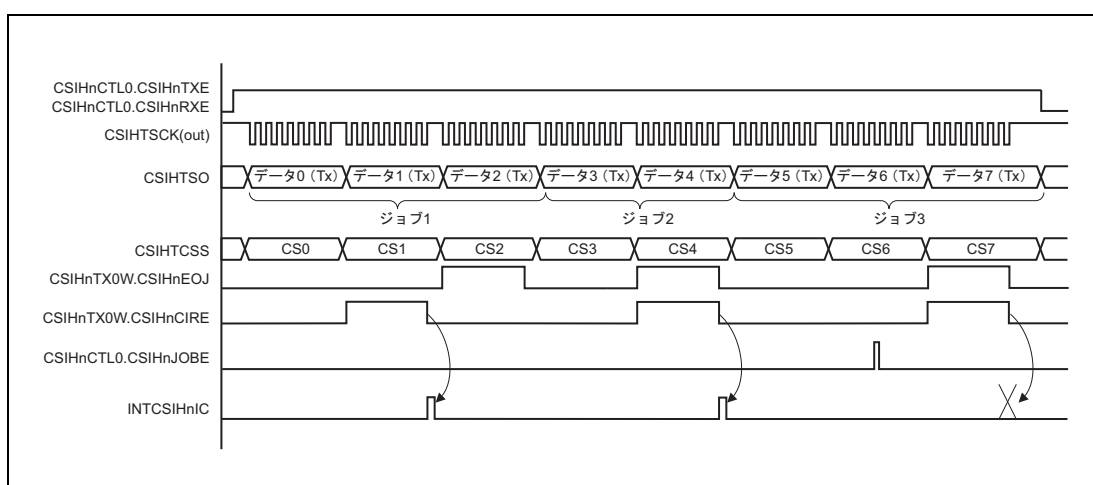 CSIHnCTL0.CSIHnTXE
CSIHnCTL0.CSIHnRXE
CSIHTSCK(out)
CSIHTSO
データ0（Tx） データ1（Tx） データ2（Tx） データ3（Tx） データ4（Tx） データ5（Tx） データ6（Tx） データ7（Tx）
ジョブ1 ジョブ2 ジョブ3
CSIHTCSS
CS0 CS1 CS2 CS3 CS4 CS5 CS6 CS7
CSIHnTX0W.CSIHnEOJ
CSIHnTX0W.CSIHnCIRE
CSIHnCTL0.CSIHnJOBE
INTCSIHnIC